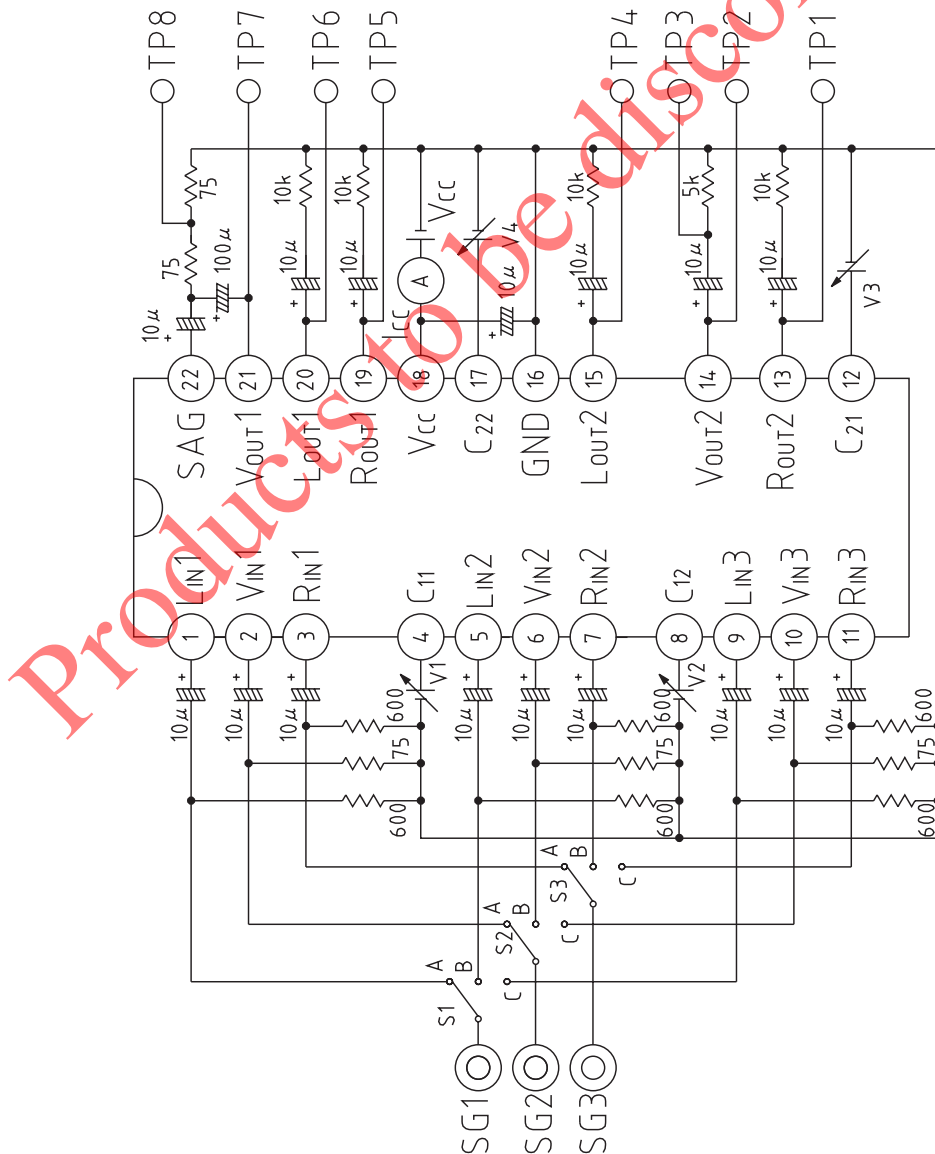 TP8
TP7
TP6
TP5
TP4
TP3
TP2
TP1
75
10k
10k
VCC
10k
5k
10k
75
100μ
10μ
10μ
A
10μ
V4
10μ
10μ
10μ
V3
10μ
ICC
+
+
+
+
+
+
+
+
22
21
20
19
18
17
16
15
14
13
12
SAG
VOUT1
LOUT1
ROUT1
VCC
C22
GND
LOUT2
VOUT2
ROUT2
C21
LIN1
VIN1
RIN1
C11
LIN2
VIN2
RIN2
C12
LIN3
VIN3
RIN3
1
2
3
4
5
6
7
8
9
10
11
+
+
+
V1
+
+
+
V2
+
+
+
10μ
10μ
10μ
10μ
10μ
10μ
10μ
10μ
10μ
600
75
600
600
75
600
600
75
600
A
B
C
S3
A
B
C
S2
A
B
C
S1
SG1
SG2
SG3
Products to be discon